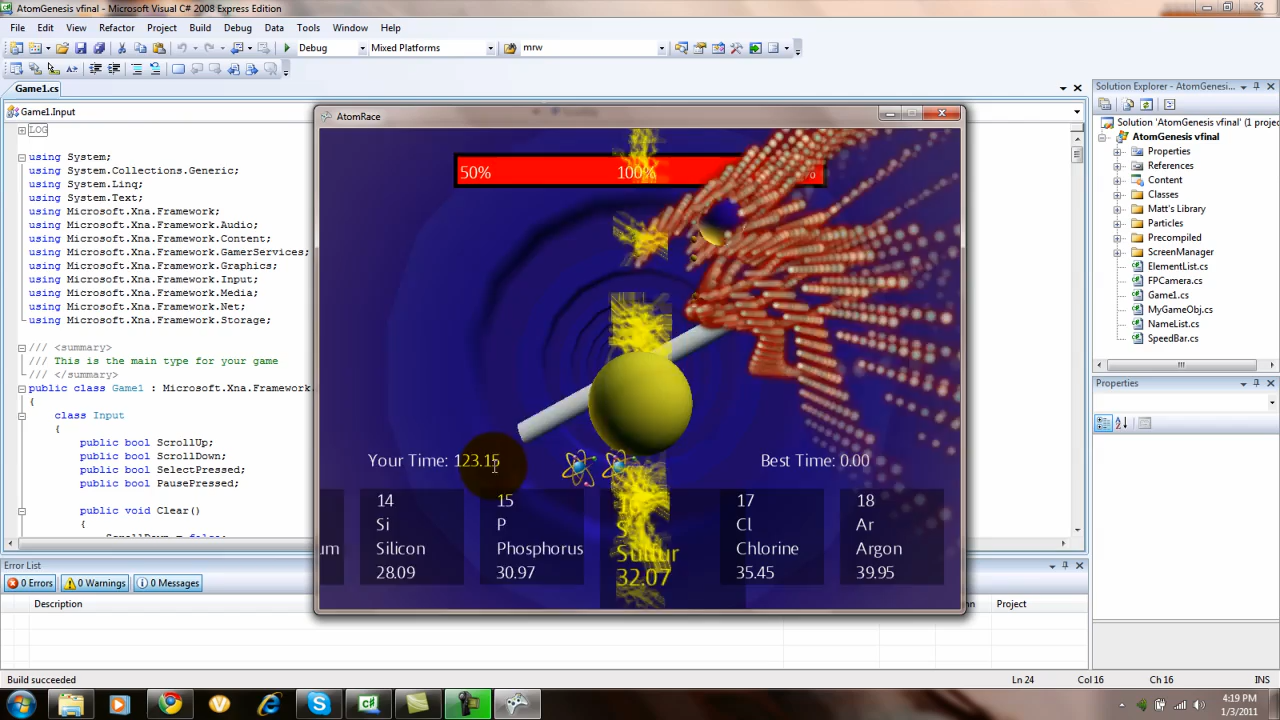 AtomGenesis vfinal - Microsoft Visual C# 2008 Express Edition
File Edit View Refactor Project Build Debug Data Tools Window Help
Debug Mixed Platforms mrw
Game1.cs
Game1.Input
LOG
using System;
using System.Collections.Generic;
using System.Linq;
using System.Text;
using Microsoft.Xna.Framework;
using Microsoft.Xna.Framework.Audio;
using Microsoft.Xna.Framework.Content;
using Microsoft.Xna.Framework.GamerServices;
using Microsoft.Xna.Framework.Graphics;
using Microsoft.Xna.Framework.Input;
using Microsoft.Xna.Framework.Media;
using Microsoft.Xna.Framework.Net;
using Microsoft.Xna.Framework.Storage;
/// <summary>
/// This is the main type for your game
/// </summary>
public class Game1 : Microsoft.Xna.Framework
{
class Input
{
public bool ScrollUp;
public bool ScrollDown;
public bool SelectPressed;
public bool PausePressed;
public void Clear()
{
ScrollDown = false;
AtomRace
50% 100% %
Your Time: 123.15
Best Time: 0.00
um
14
Si
Silicon
28.09
15
P
Phosphorus
30.97
S
Sulfur
32.07
17
Cl
Chlorine
35.45
18
Ar
Argon
39.95
Solution Explorer - AtomGenesi...
Solution 'AtomGenesis vfinal' (1 projec
AtomGenesis vfinal
Properties
References
Content
Classes
Matt's Library
Particles
Precompiled
ScreenManager
ElementList.cs
FPCamera.cs
Game1.cs
MyGameObj.cs
NameList.cs
SpeedBar.cs
Properties
Error List
0 Errors 0 Warnings 0 Messages
Description
mn Project
Build succeeded
Ln 24 Col 16 Ch 16 INS
4:19 PM
1/3/2011